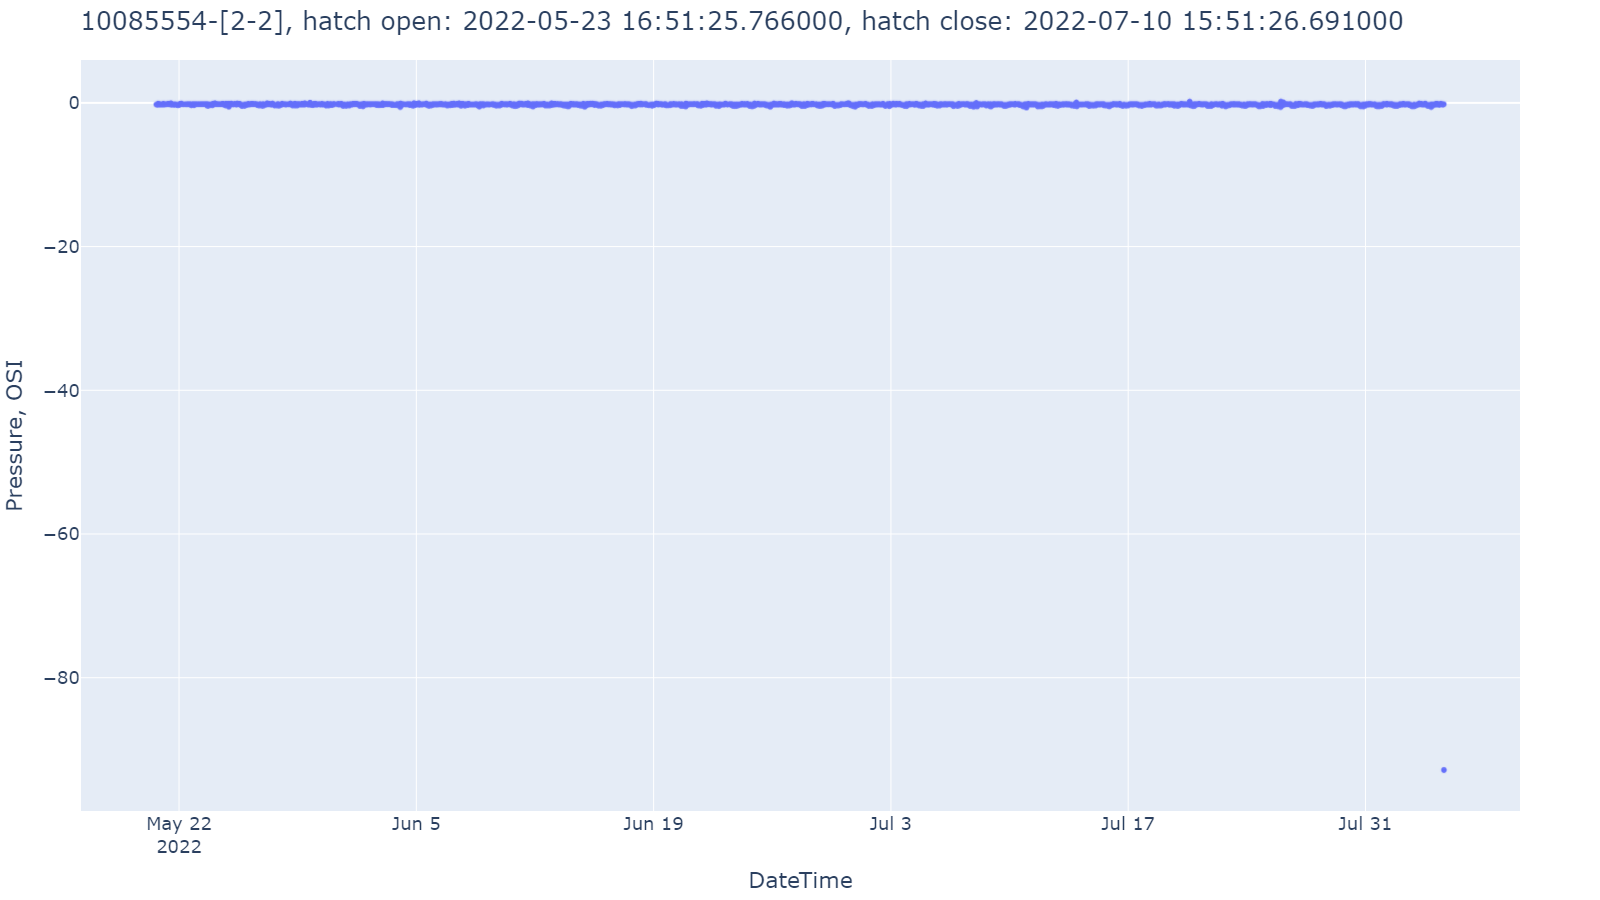 10085554-[2-2], hatch open: 2022-05-23 16:51:25.766000, hatch close: 2022-07-10 15:51:26.691000
0
−20
−40
−60
−80
Pressure, OSI
May 22
2022
Jun 5
Jun 19
Jul 3
Jul 17
Jul 31
DateTime